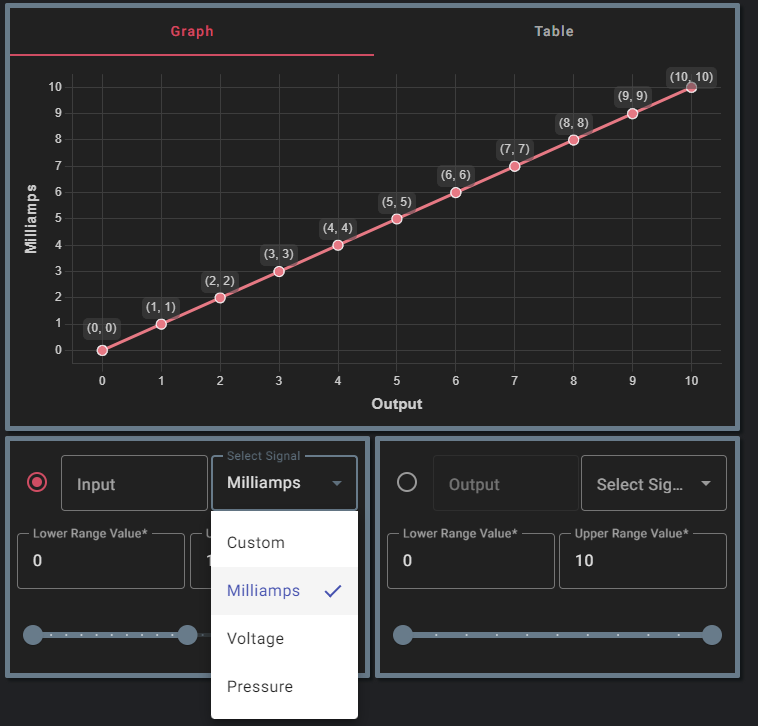 Graph
Table
Milliamps
10
9
8
7
6
5
4
3
2
1
0
(0, 0)
(1, 1)
(2, 2)
(3, 3)
(4, 4)
(5, 5)
(6, 6)
(7, 7)
(8, 8)
(9, 9)
(10, 10)
0 1 2 3 4 5 6 7 8 9 10
Output
Input
Select Signal
Milliamps
Lower Range Value*
0
Custom
Milliamps
Voltage
Pressure
Output
Select Sig...
Lower Range Value*
0
Upper Range Value*
10